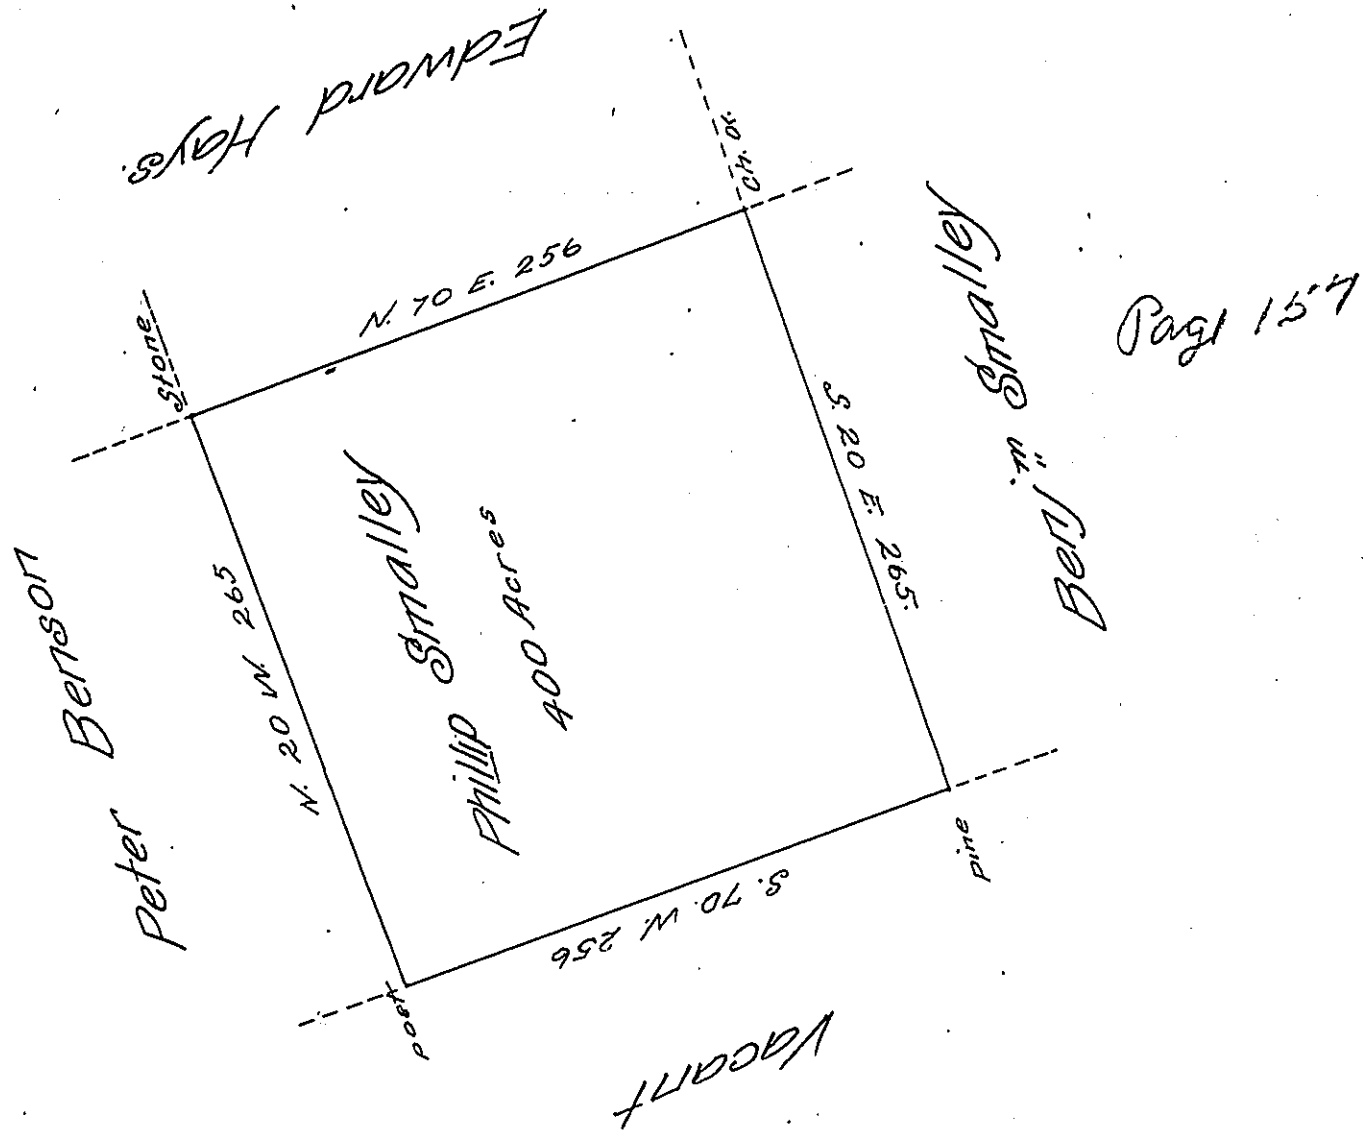 Edward Hays.
Ch. or.
Stone
N. 70 E. 256
Benj.n Smalley
Page 154
S. 20 E. 265.
Phillip Smalley
400 Acres
N. 20 W. 265
Peter Benson
S. 70. W. 256
pine
post
Vacant